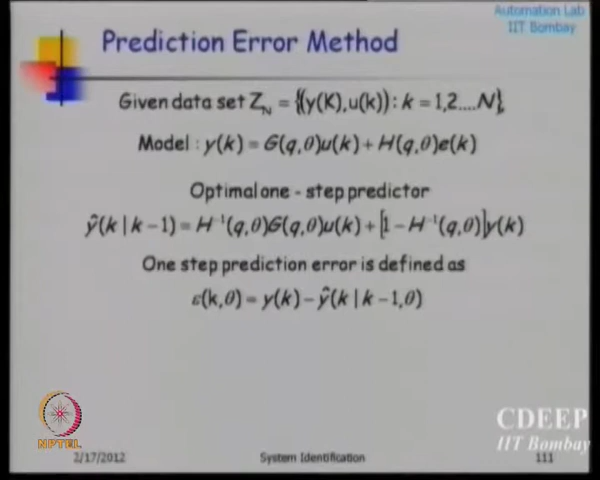 Automation Lab
IIT Bombay
Prediction Error Method
Given data set Z_N = {(y(K),u(k)) : k = 1,2....N}
Model : y(k) = G(q,θ)u(k) + H(q,θ)e(k)
Optimal one - step predictor
ŷ(k | k − 1) = H⁻¹(q,θ)G(q,θ)u(k) + [1 − H⁻¹(q,θ)]y(k)
One step prediction error is defined as
ε(k,θ) = y(k) − ŷ(k | k − 1,θ)
NPTEL
CDEEP
IIT Bombay
2/17/2012
System Identification
111